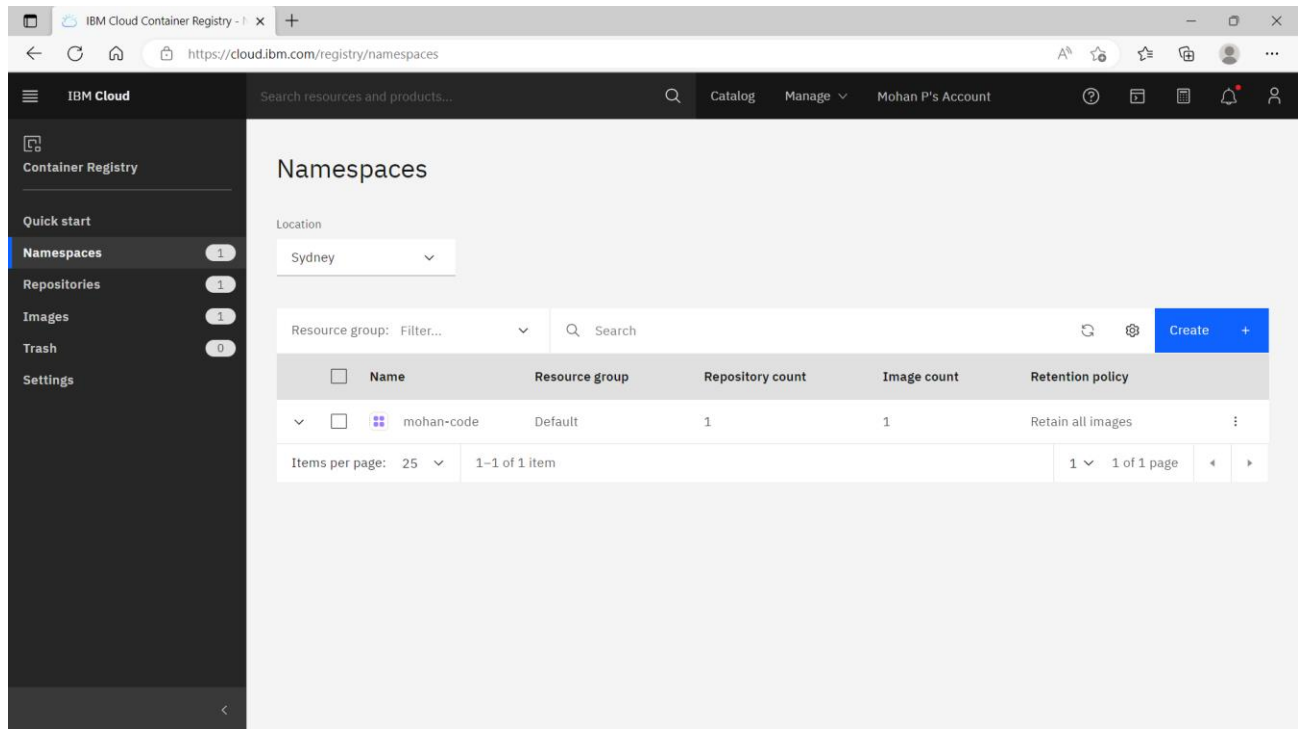 IBM Cloud Container Registry - N
https://cloud.ibm.com/registry/namespaces
IBM Cloud
Search resources and products...
Catalog
Manage
Mohan P's Account
Container Registry
Quick start
Namespaces 1
Repositories 1
Images 1
Trash 0
Settings
Namespaces
Location
Sydney
Resource group: Filter...
Search
Create +
Name Resource group Repository count Image count Retention policy
mohan-code Default 1 1 Retain all images
Items per page: 25 1–1 of 1 item 1 1 of 1 page